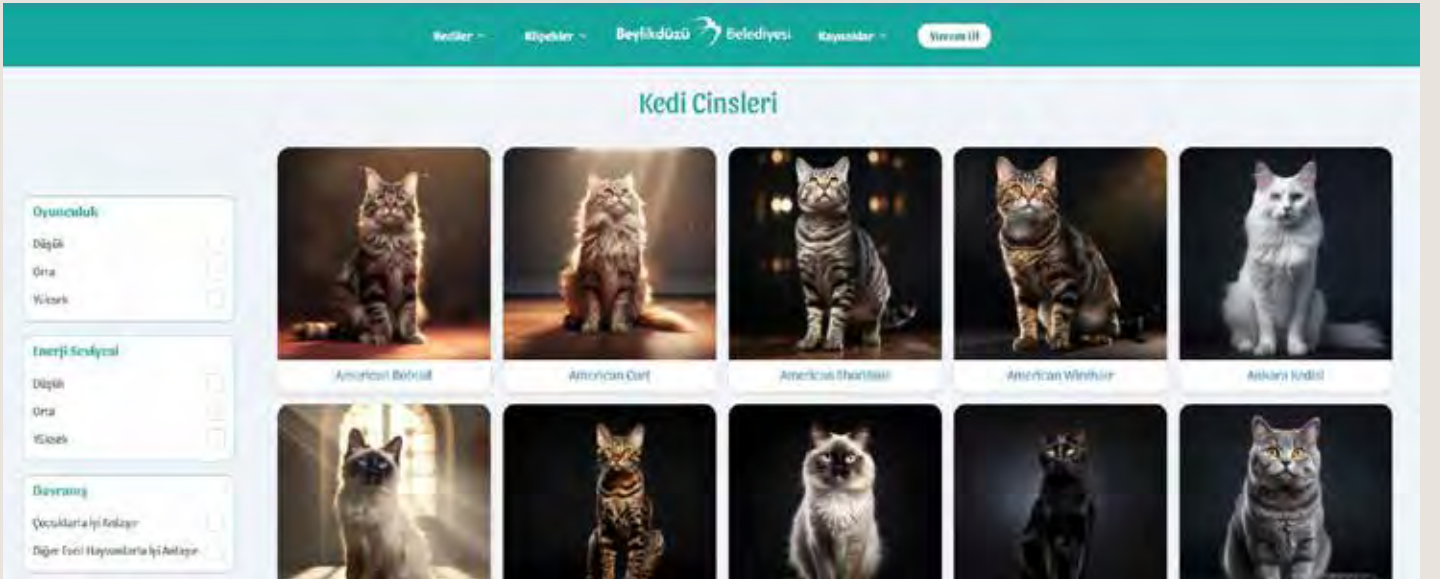 Kediler
Köpekler
Beylikdüzü Belediyesi
Kaynaklar
Kedi Cinsleri
Oyunculuk
Düşük
Orta
Yüksek
Enerji Seviyesi
Düşük
Orta
Yüksek
Davranış
Çocuklarla İyi Anlaşır
Diğer Evcil Hayvanlarla İyi Anlaşır
American Bobtail
American Curl
American Shorthair
American Wirehair
Ankara Kedisi